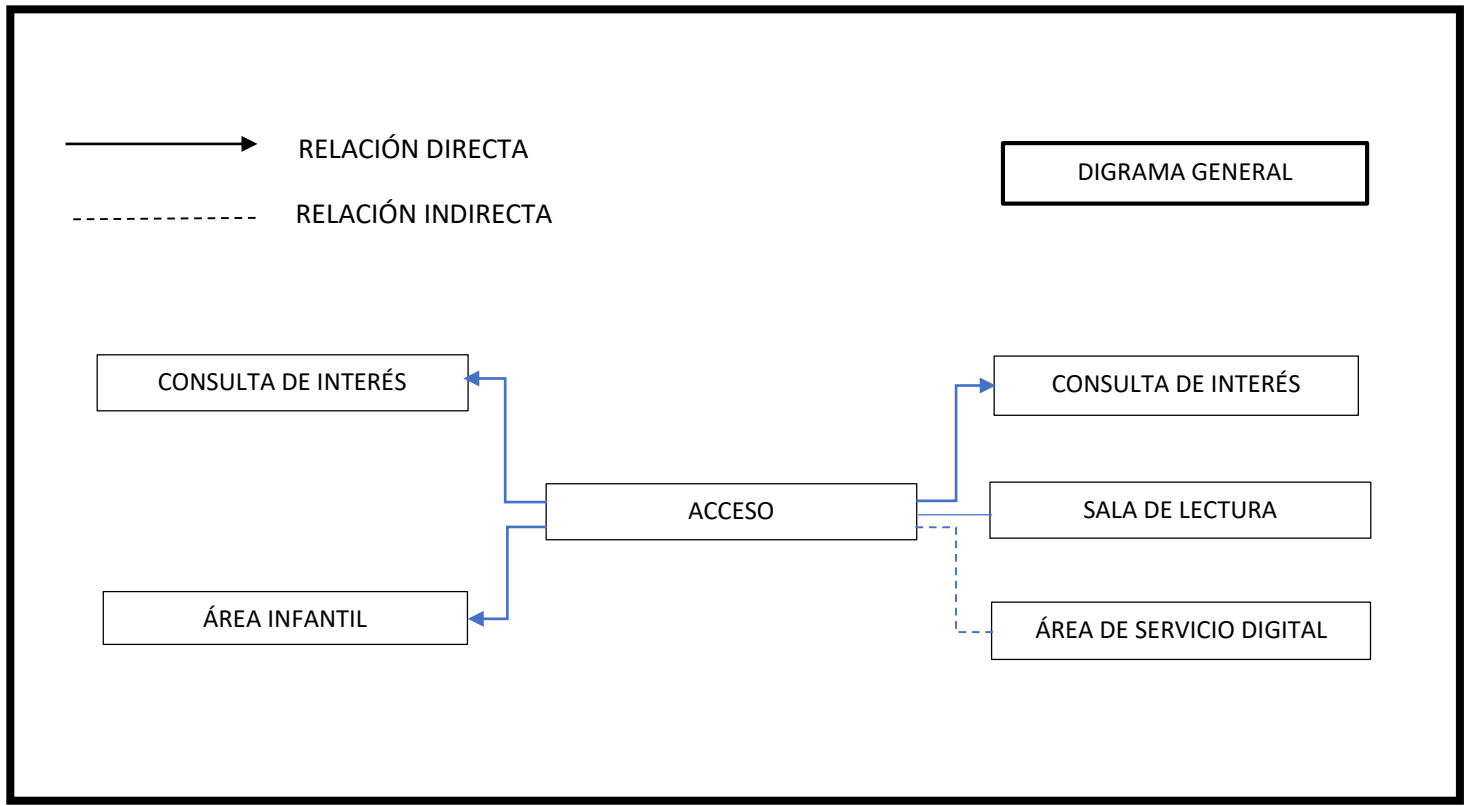 RELACIÓN DIRECTA
DIGRAMA GENERAL
RELACIÓN INDIRECTA
CONSULTA DE INTERÉS
CONSULTA DE INTERÉS
ACCESO
SALA DE LECTURA
ÁREA INFANTIL
ÁREA DE SERVICIO DIGITAL